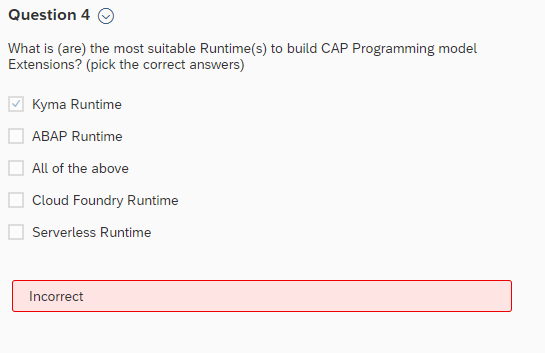 Question 4
What is (are) the most suitable Runtime(s) to build CAP Programming model
Extensions? (pick the correct answers)
Kyma Runtime
ABAP Runtime
All of the above
Cloud Foundry Runtime
Serverless Runtime
Incorrect